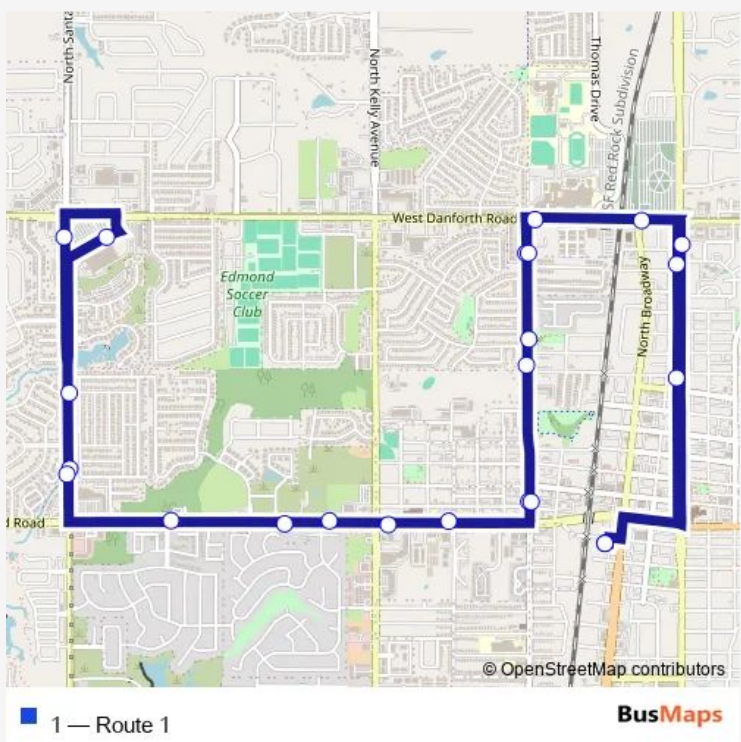 North Santa
North Kelly Avenue
Thomas Drive
SF Red Rock Subdivision
West Danforth Road
Edmond
Soccer
Club
North Broadway
d Road
© OpenStreetMap contributors
1 — Route 1
BusMaps